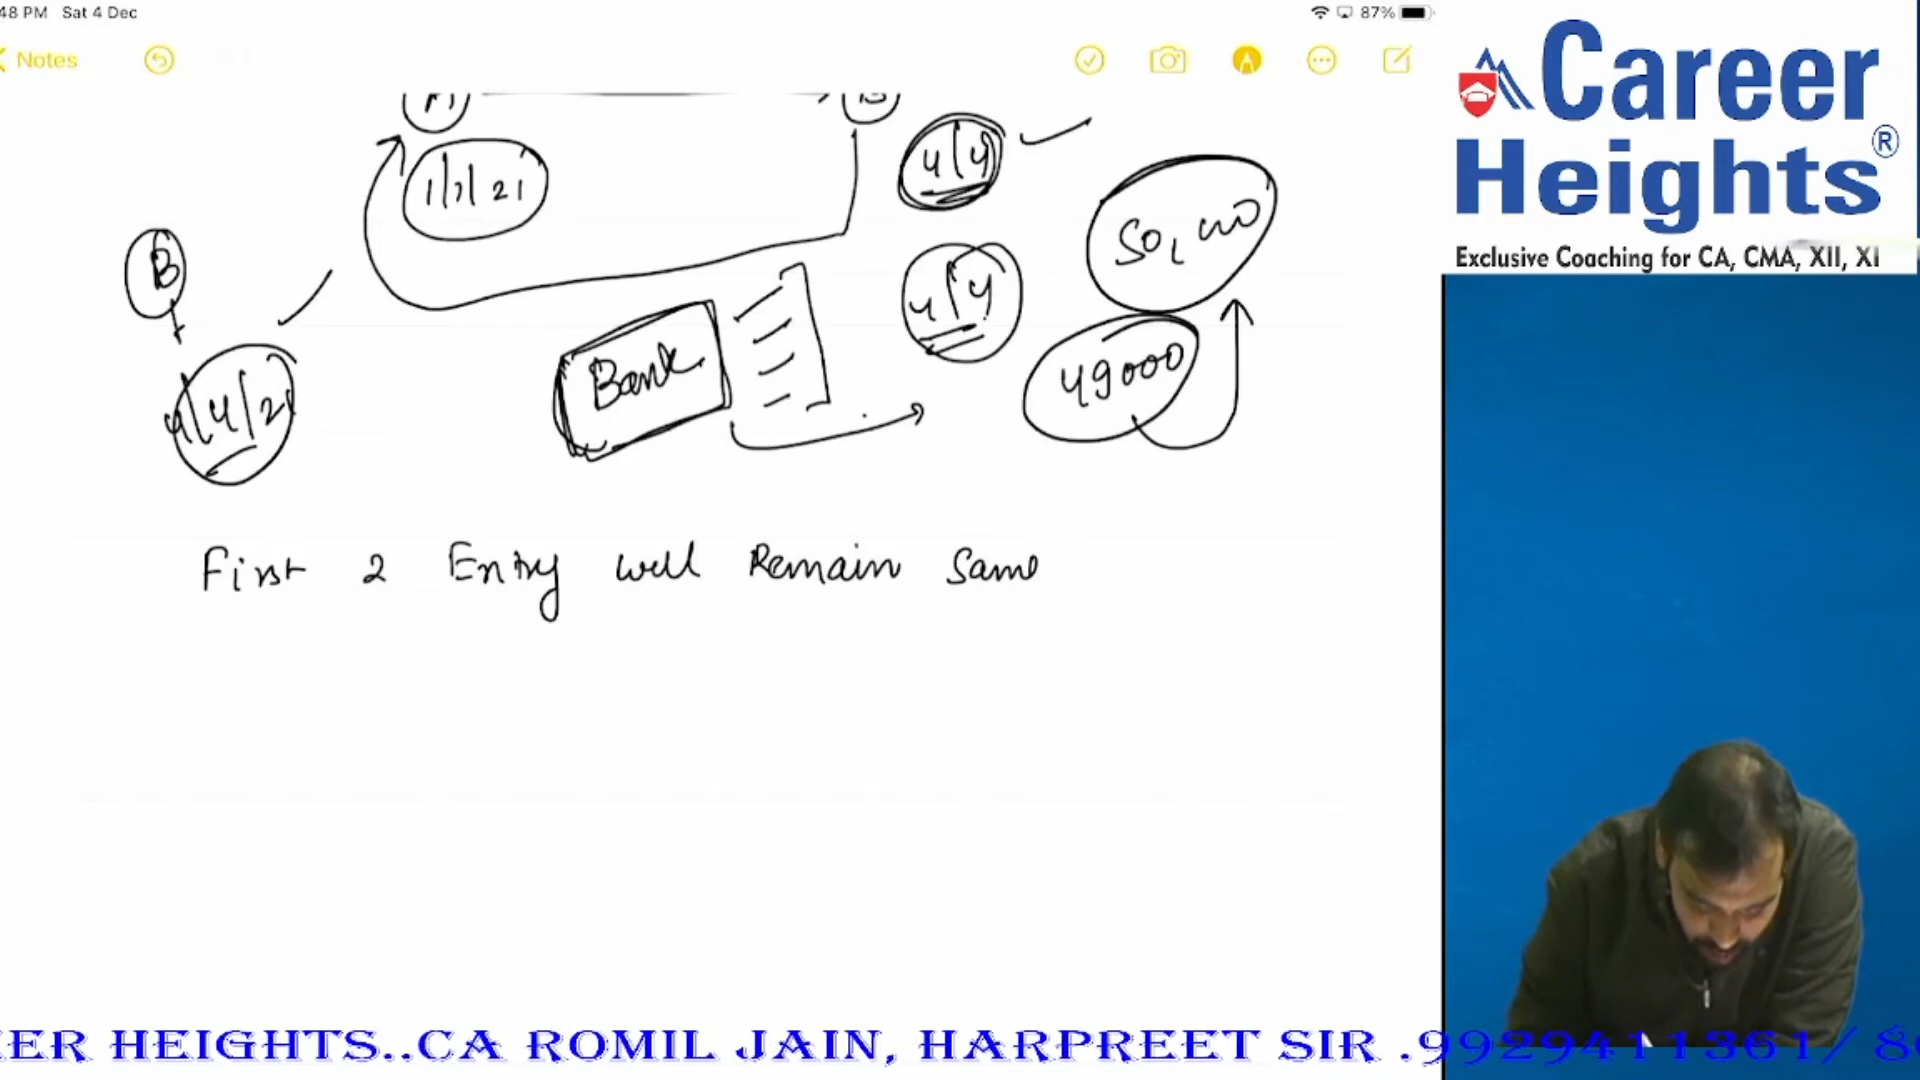 48 PM Sat 4 Dec
87%
Notes
A
B
1/1/21
4/4
50,000
B
4/4
Bank
49000
4/4/21
First 2 Entry will Remain Same
Career
Heights®
Exclusive Coaching for CA, CMA, XII, XI
ER HEIGHTS..CA ROMIL JAIN, HARPREET SIR .9929411361/ 8